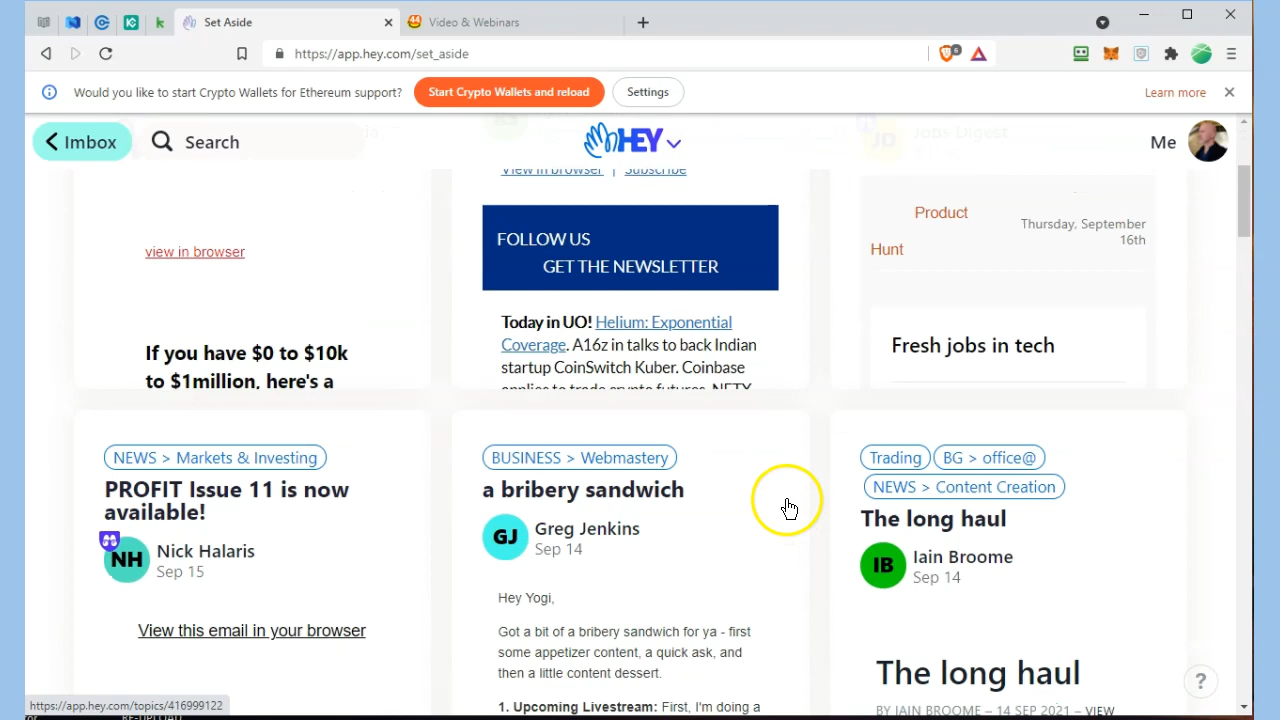 Set Aside
Video & Webinars
https://app.hey.com/set_aside
Would you like to start Crypto Wallets for Ethereum support?
Start Crypto Wallets and reload
Settings
Learn more
Imbox
Search
HEY
Me
Jobs Digest
view in browser
If you have $0 to $10k
to $1million, here's a
View in browser | Subscribe
FOLLOW US
GET THE NEWSLETTER
Today in UO! Helium: Exponential
Coverage. A16z in talks to back Indian
startup CoinSwitch Kuber. Coinbase
applies to trade crypto futures. NFTX
Product
Hunt
Thursday, September
16th
Fresh jobs in tech
NEWS > Markets & Investing
PROFIT Issue 11 is now
available!
NH
Nick Halaris
Sep 15
View this email in your browser
BUSINESS > Webmastery
a bribery sandwich
GJ
Greg Jenkins
Sep 14
Hey Yogi,
Got a bit of a bribery sandwich for ya - first
some appetizer content, a quick ask, and
then a little content dessert.
1. Upcoming Livestream: First, I'm doing a
Trading
BG > office@
NEWS > Content Creation
The long haul
IB
Iain Broome
Sep 14
The long haul
BY IAIN BROOME – 14 SEP 2021 – VIEW
?
https://app.hey.com/topics/416999122